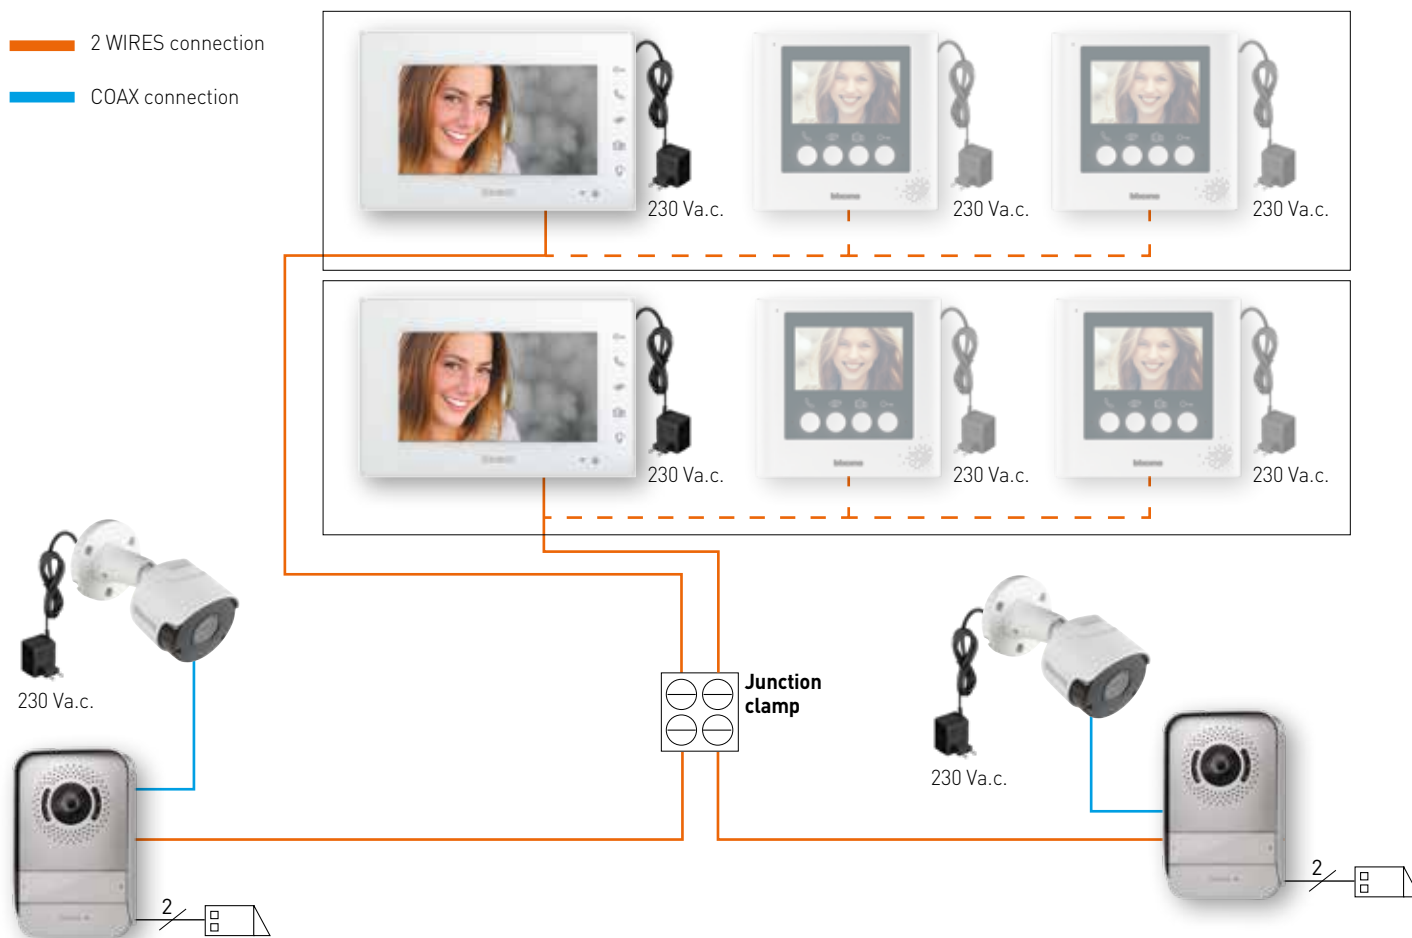 2 WIRES connection
COAX connection
230 Va.c.
230 Va.c.
230 Va.c.
230 Va.c.
230 Va.c.
230 Va.c.
230 Va.c.
Junction
clamp
230 Va.c.
2
2